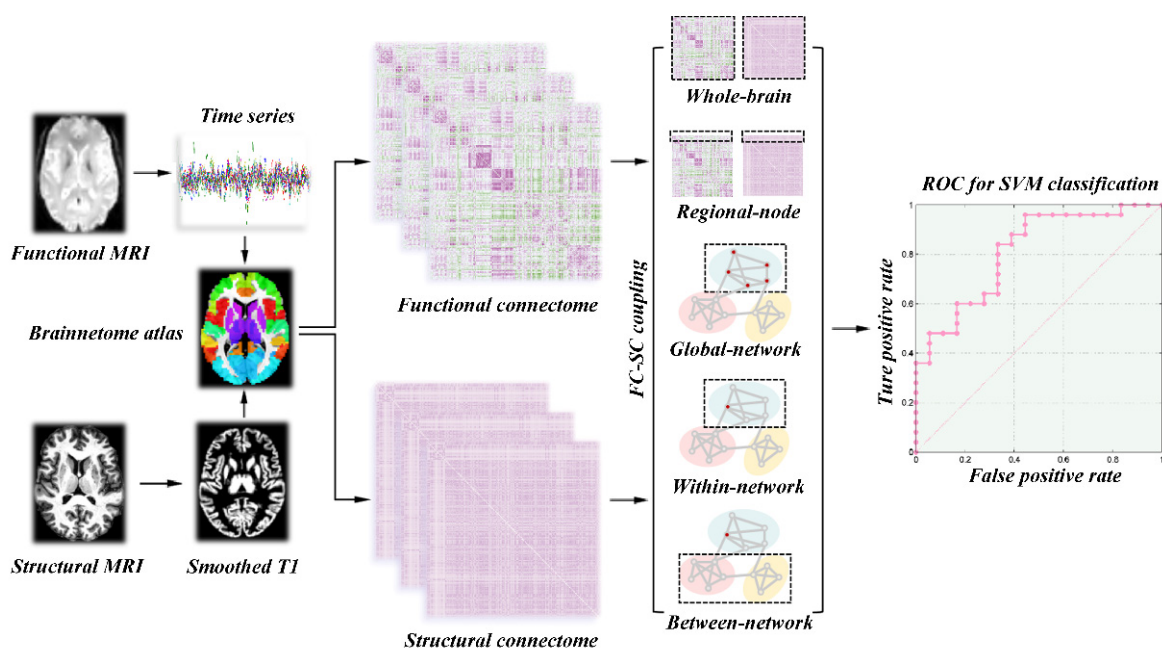 Time series
Functional MRI
Brainnetome atlas
Structural MRI
Smoothed T1
Functional connectome
Structural connectome
FC-SC coupling
Whole-brain
Regional-node
Global-network
Within-network
Between-network
ROC for SVM classification
Ture positive rate
1
0.8
0.6
0.4
0.2
0
0
0.2
0.4
0.6
0.8
1
False positive rate